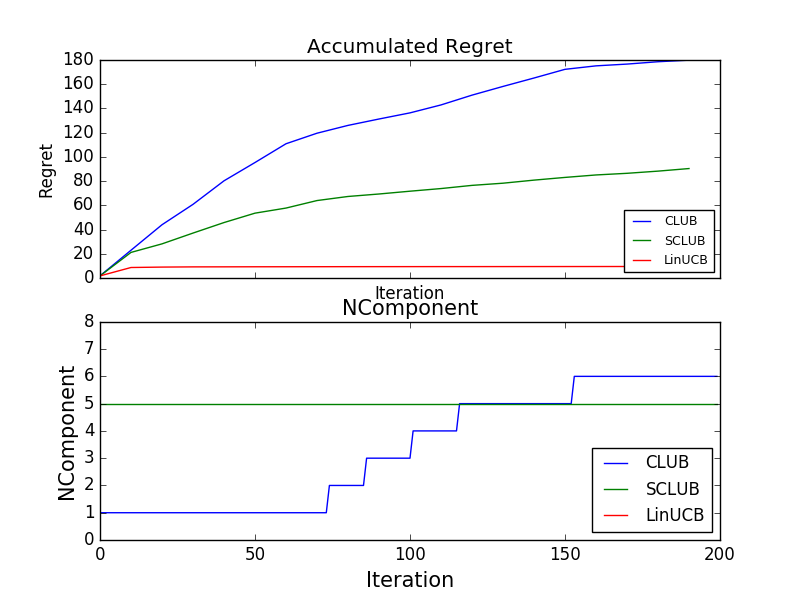 Accumulated Regret
180
160
140
120
100
80
60
40
20
0
Regret
CLUB
SCLUB
LinUCB
Iteration
NComponent
8
7
6
5
4
3
2
1
0
NComponent
CLUB
SCLUB
LinUCB
0 50 100 150 200
Iteration